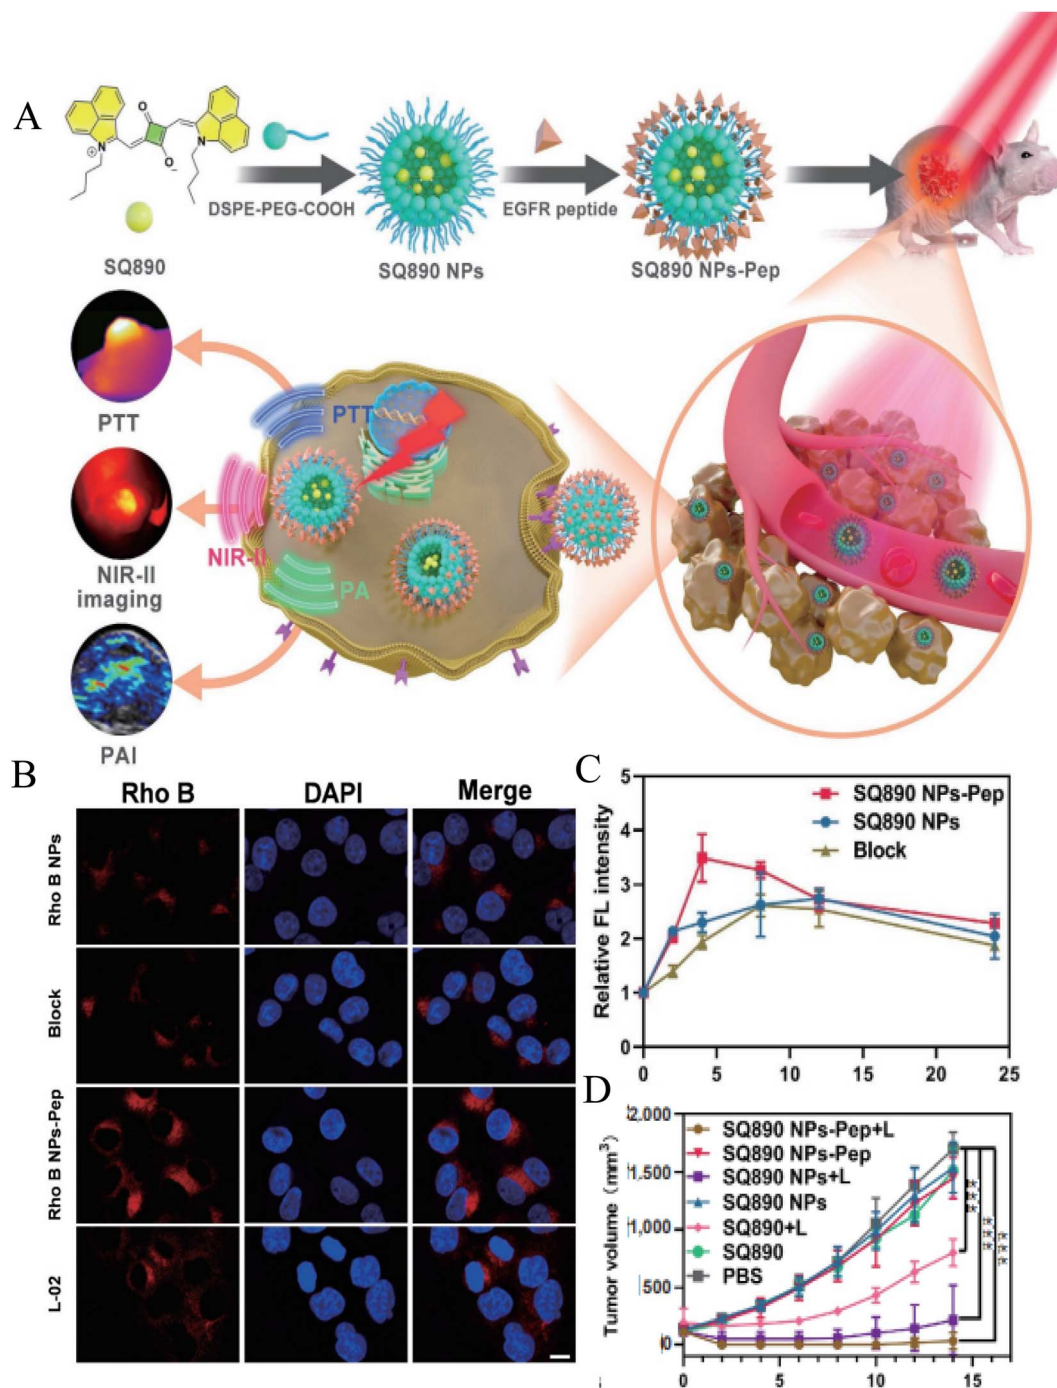 A
O
N
⊕
O
−
N
DSPE-PEG-COOH
EGFR peptide
SQ890
SQ890 NPs
SQ890 NPs-Pep
PTT
PTT
NIR-II
NIR-II
imaging
PA
PAI
B
Rho B
DAPI
Merge
Rho B NPs
Block
Rho B NPs-Pep
L-02
C
5
4
3
2
1
0
Relative FL intensity
SQ890 NPs-Pep
SQ890 NPs
Block
0
5
10
15
20
25
D
2,000
1,500
1,000
500
0
Tumor volume (mm³)
SQ890 NPs-Pep+L
SQ890 NPs-Pep
SQ890 NPs+L
SQ890 NPs
SQ890+L
SQ890
PBS
***
***
***
0
5
10
15